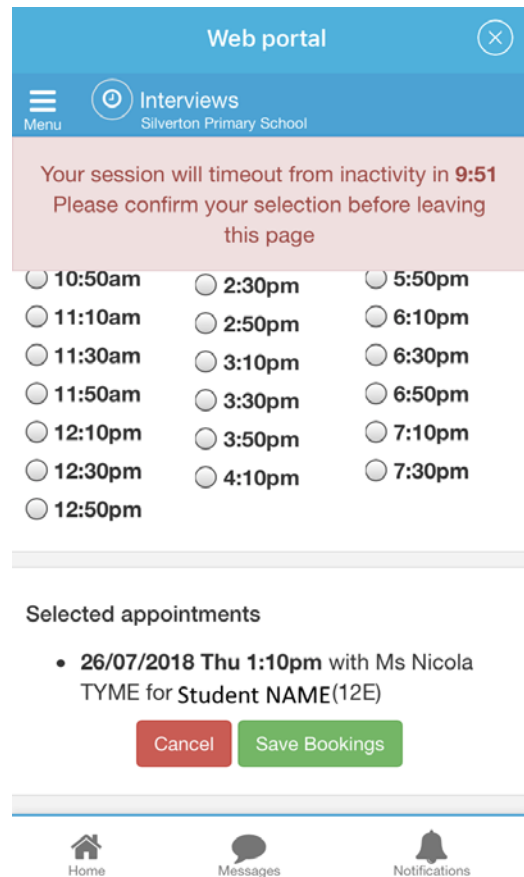 Web portal
Menu
Interviews
Silverton Primary School
Your session will timeout from inactivity in 9:51
Please confirm your selection before leaving
this page
10:50am 2:30pm 5:50pm
11:10am 2:50pm 6:10pm
11:30am 3:10pm 6:30pm
11:50am 3:30pm 6:50pm
12:10pm 3:50pm 7:10pm
12:30pm 4:10pm 7:30pm
12:50pm
Selected appointments
• 26/07/2018 Thu 1:10pm with Ms Nicola
TYME for Student NAME(12E)
Cancel Save Bookings
Home Messages Notifications